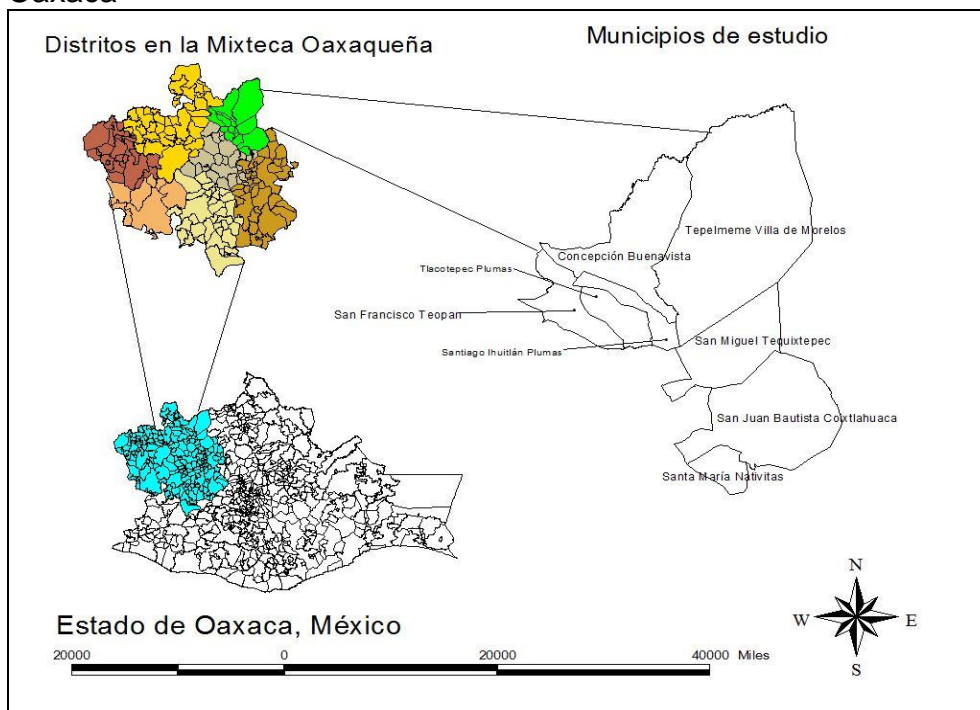 Oaxaca
Distritos en la Mixteca Oaxaqueña
Municipios de estudio
Tepelmeme Villa de Morelos
Concepción Buenavista
Tlacotepec Plumas
San Francisco Teopan
Santiago Ihuitlán Plumas
San Miguel Tequixtepec
San Juan Bautista Coixtlahuaca
Santa María Nativitas
N
W E
S
Estado de Oaxaca, México
20000 0 20000 40000 Miles